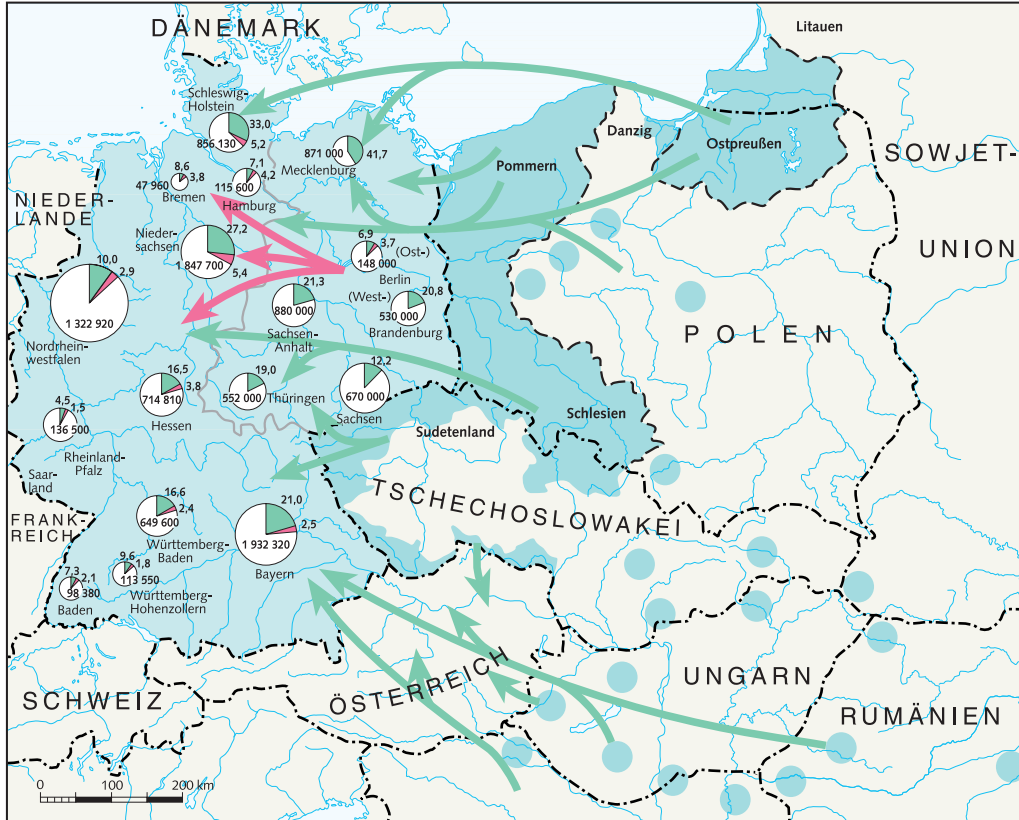 DÄNEMARK
Litauen
Schleswig-
Holstein
33,0
856 130
5,2
Danzig
Ostpreußen
SOWJET-
871 000
41,7
Mecklenburg
Pommern
8,6
3,8
47 960
Bremen
7,1
4,2
115 600
Hamburg
NIEDER-
LANDE
Nieder-
sachsen
27,2
1 847 700
5,4
6,9
3,7
(Ost-)
148 000
Berlin
(West-)
UNION
10,0
2,9
1 322 920
Nordrhein-
westfalen
21,3
880 000
Sachsen-
Anhalt
20,8
530 000
Brandenburg
POLEN
16,5
3,8
714 810
Hessen
19,0
552 000
Thüringen
12,2
670 000
Sachsen
Schlesien
4,5
1,5
136 500
Rheinland-
Pfalz
Saar-
land
Sudetenland
TSCHECHOSLOWAKEI
FRANK-
REICH
16,6
2,4
649 600
Württemberg-
Baden
21,0
2,5
1 932 320
Bayern
9,6
1,8
113 550
Württemberg-
Hohenzollern
7,3
2,1
98 380
Baden
SCHWEIZ
ÖSTERREICH
UNGARN
RUMÄNIEN
0 100 200 km